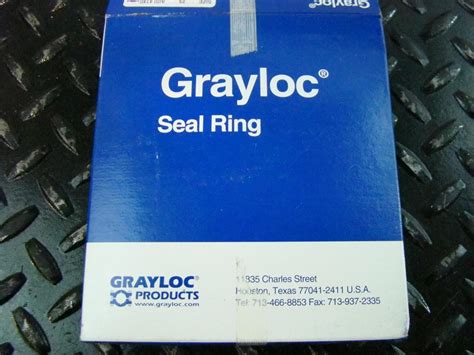 Grayloc®
Grayloc®
Seal Ring
GRAYLOC®
PRODUCTS
www.grayloc.com
11835 Charles Street
Houston, Texas 77041-2411 U.S.A.
Tel: 713-466-8853 Fax: 713-937-2335